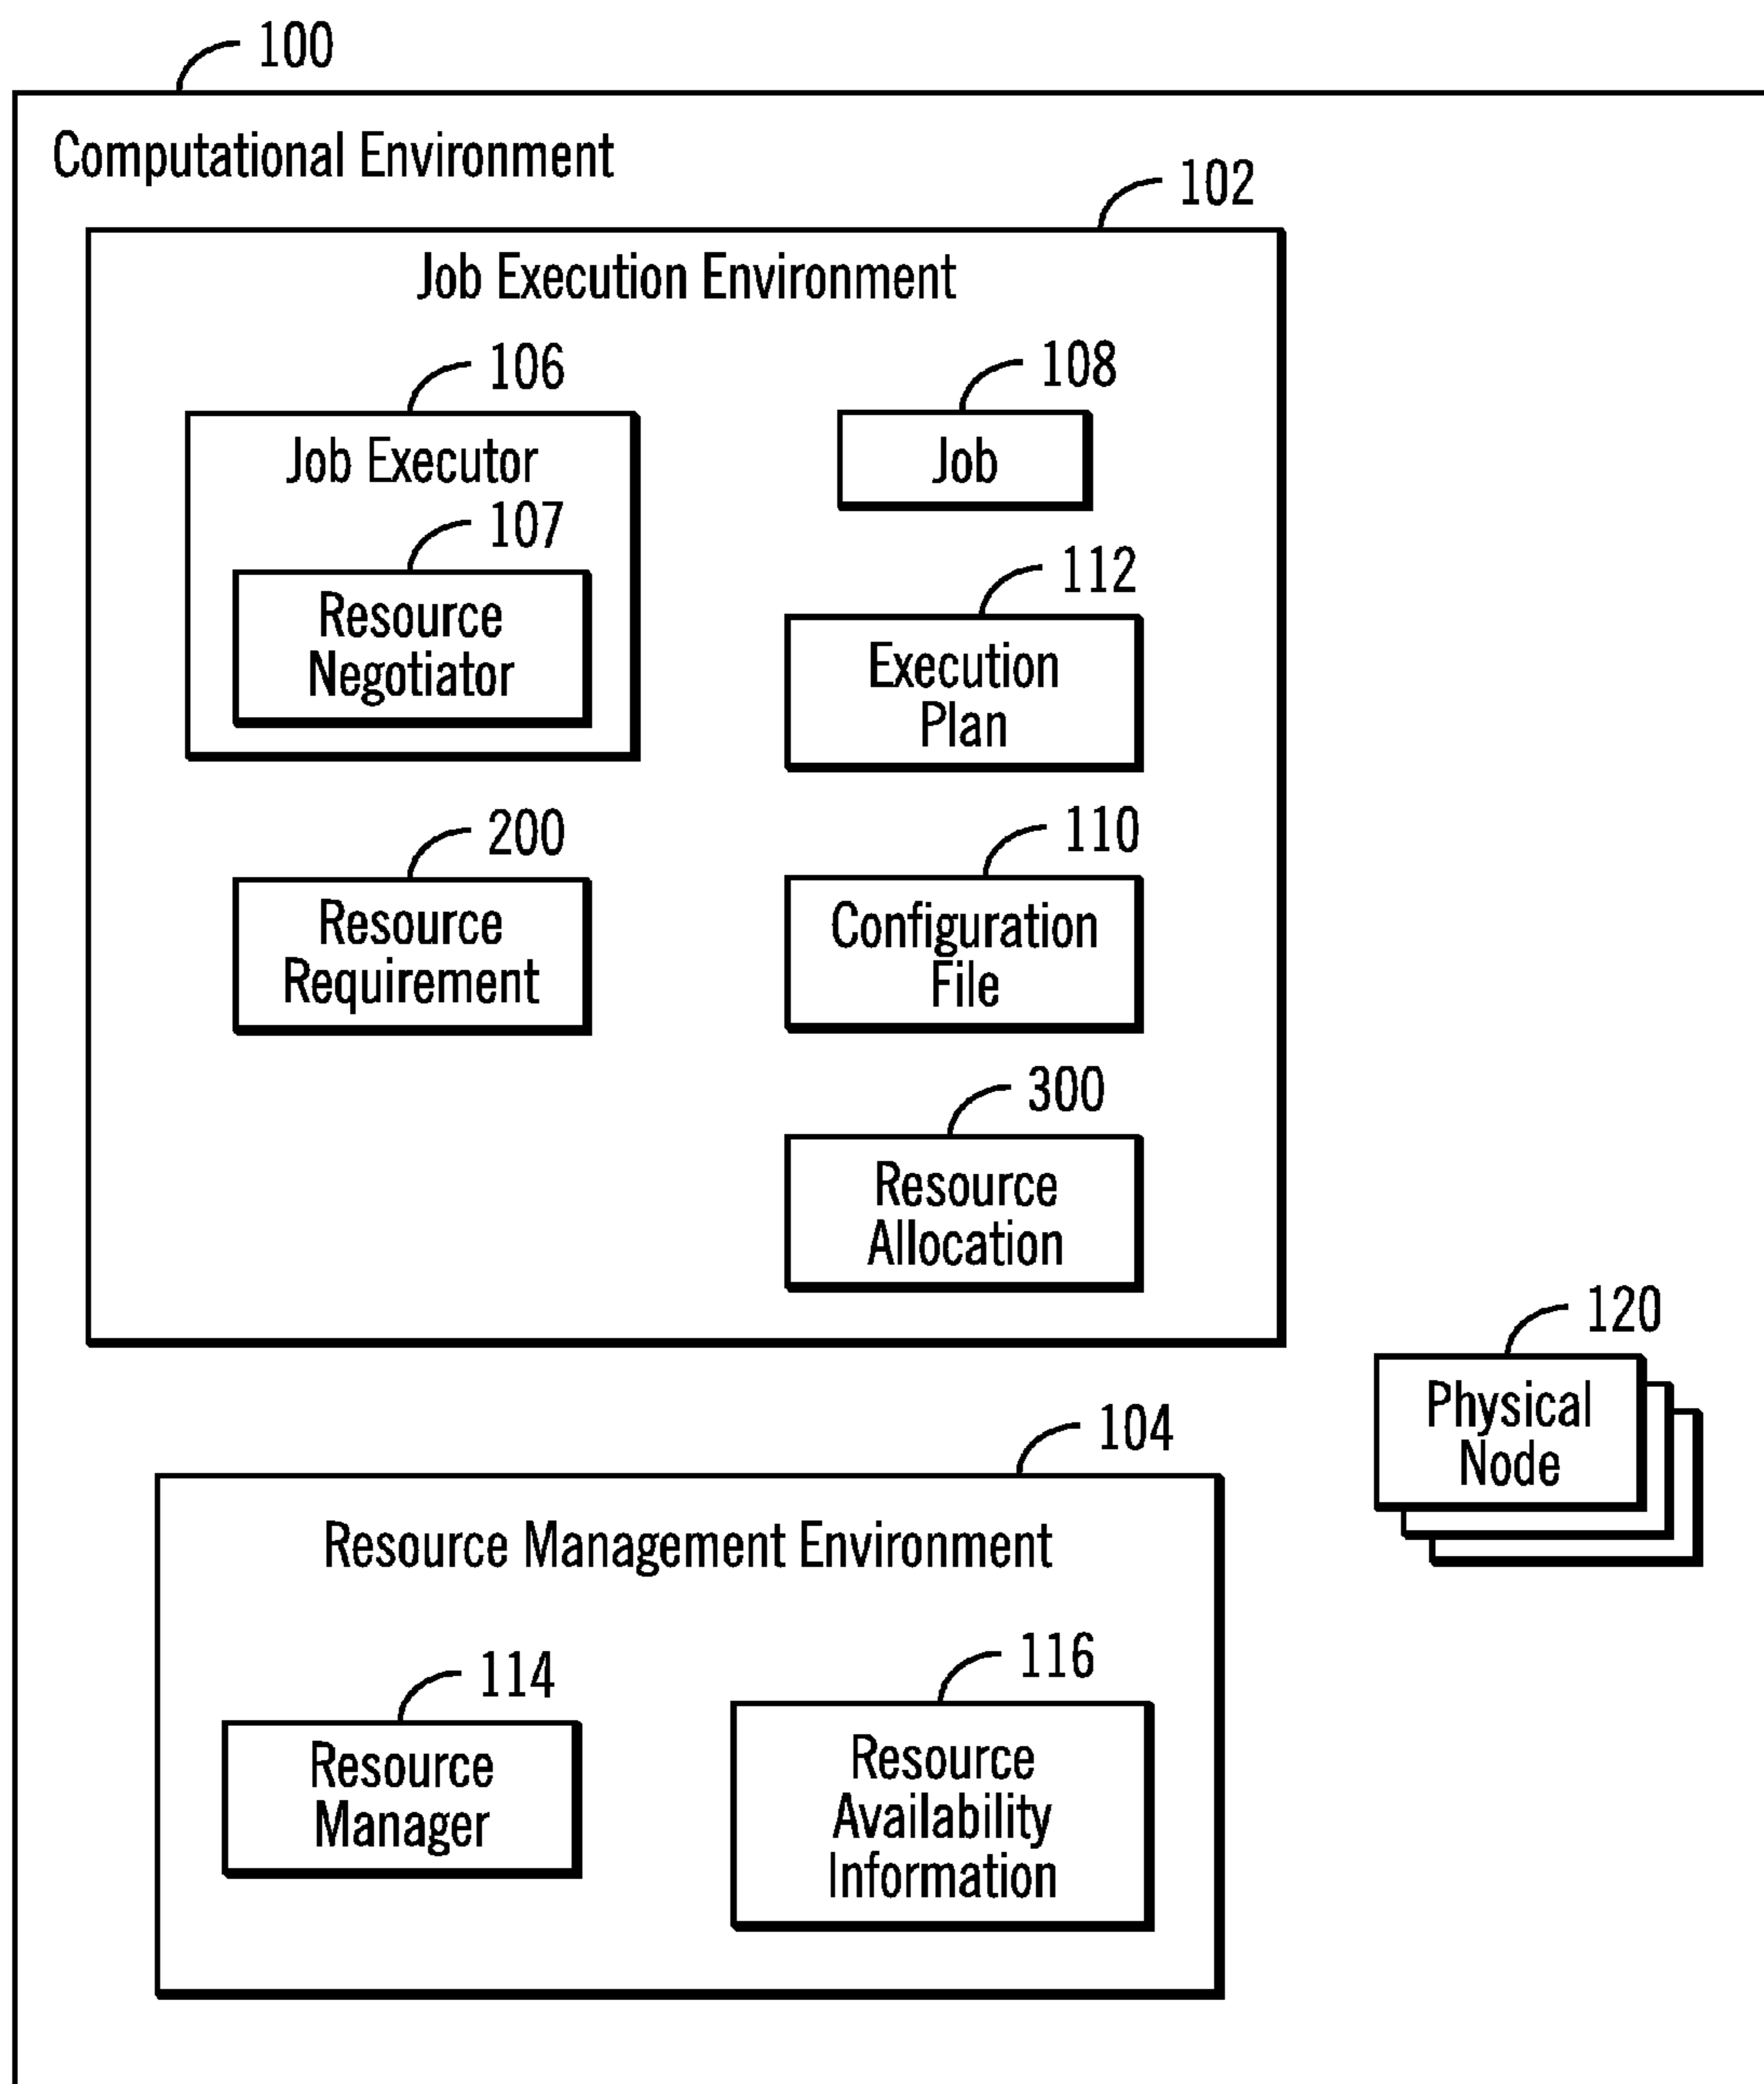 100
Computational Environment
102
Job Execution Environment
106
Job Executor
107
Resource
Negotiator
108
Job
112
Execution
Plan
200
Resource
Requirement
110
Configuration
File
300
Resource
Allocation
120
Physical
Node
104
Resource Management Environment
114
Resource
Manager
116
Resource
Availability
Information